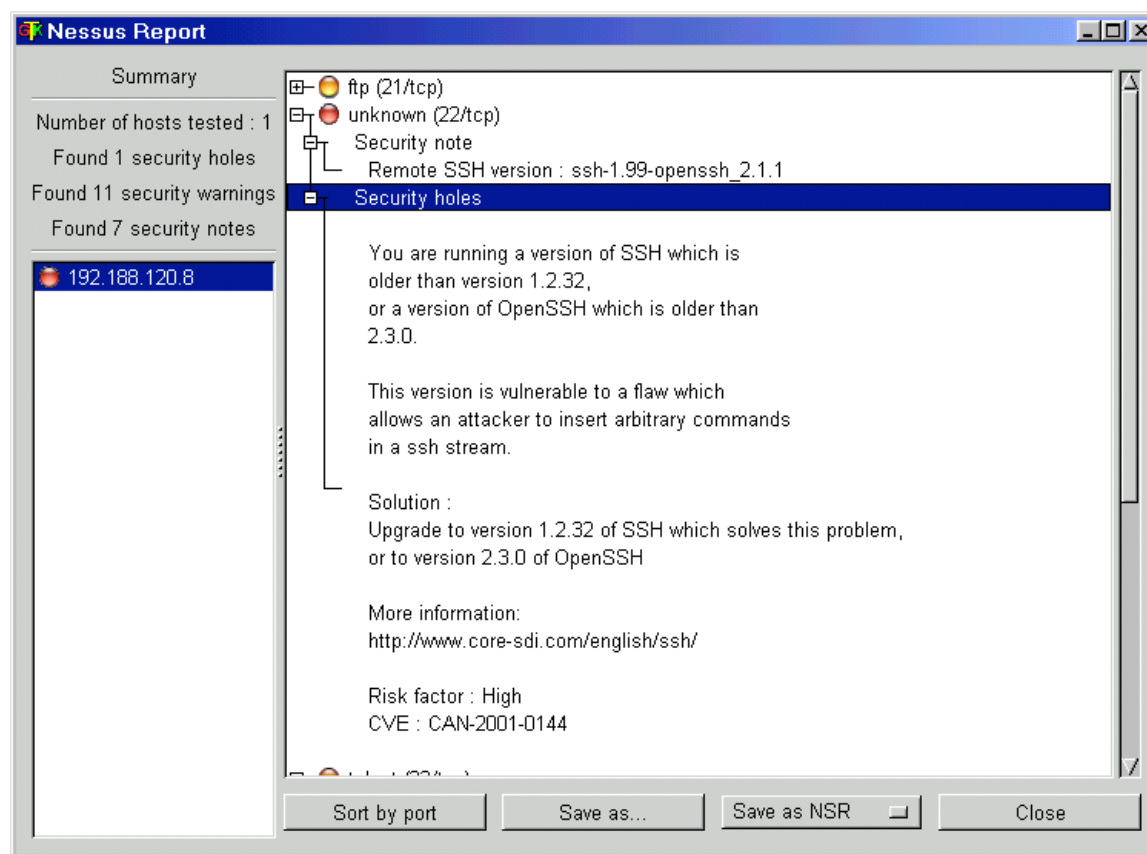 Nessus Report
Summary
Number of hosts tested : 1
Found 1 security holes
Found 11 security warnings
Found 7 security notes
192.188.120.8
ftp (21/tcp)
unknown (22/tcp)
Security note
Remote SSH version : ssh-1.99-openssh_2.1.1
Security holes
You are running a version of SSH which is
older than version 1.2.32,
or a version of OpenSSH which is older than
2.3.0.
This version is vulnerable to a flaw which
allows an attacker to insert arbitrary commands
in a ssh stream.
Solution :
Upgrade to version 1.2.32 of SSH which solves this problem,
or to version 2.3.0 of OpenSSH
More information:
http://www.core-sdi.com/english/ssh/
Risk factor : High
CVE : CAN-2001-0144
Sort by port
Save as...
Save as NSR
Close